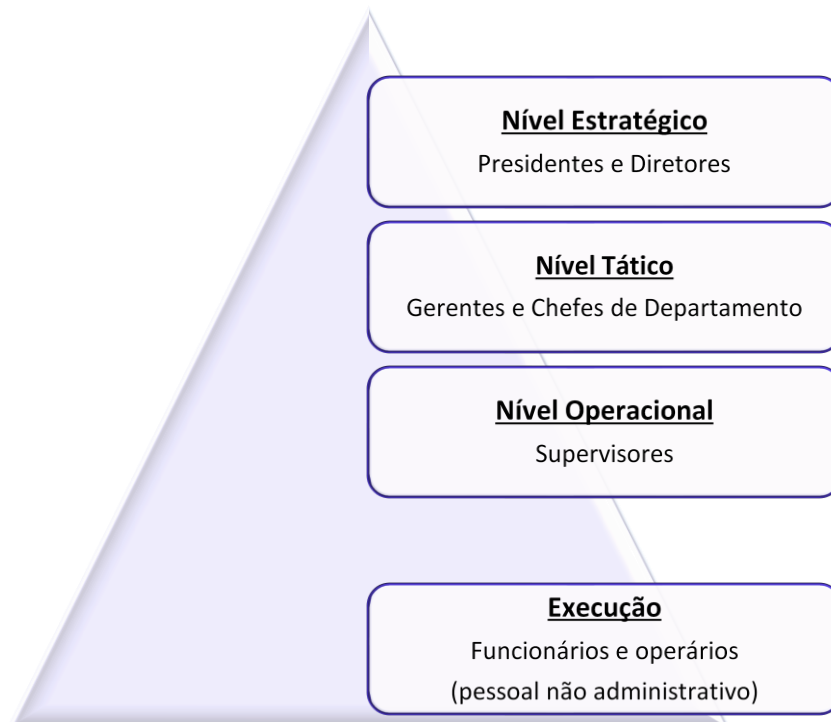 Nível Estratégico
Presidentes e Diretores
Nível Tático
Gerentes e Chefes de Departamento
Nível Operacional
Supervisores
Execução
Funcionários e operários
(pessoal não administrativo)